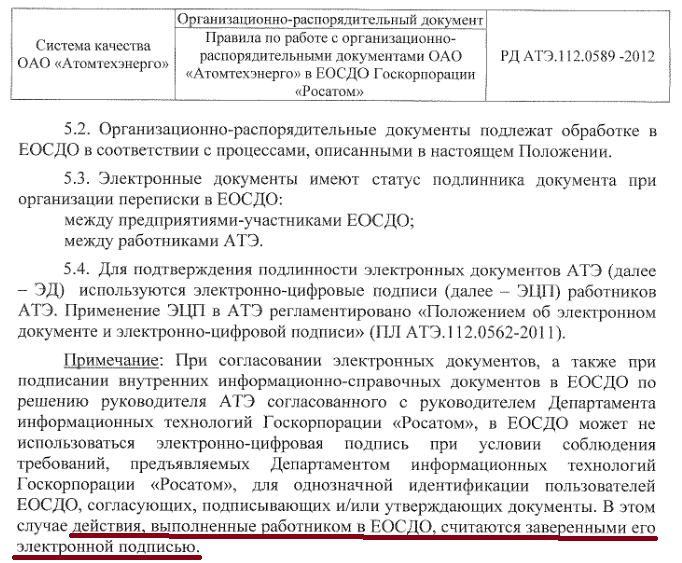 Система качества
ОАО «Атомтехэнерго»
Организационно-распорядительный документ
Правила по работе с организационно-
распорядительными документами ОАО
«Атомтехэнерго» в ЕОСДО Госкорпорации
«Росатом»
РД АТЭ.112.0589 -2012
5.2. Организационно-распорядительные документы подлежат обработке в
ЕОСДО в соответствии с процессами, описанными в настоящем Положении.
5.3. Электронные документы имеют статус подлинника документа при
организации переписки в ЕОСДО:
между предприятиями-участниками ЕОСДО;
между работниками АТЭ.
5.4. Для подтверждения подлинности электронных документов АТЭ (далее
– ЭД) используются электронно-цифровые подписи (далее – ЭЦП) работников
АТЭ. Применение ЭЦП в АТЭ регламентировано «Положением об электронном
документе и электронно-цифровой подписи» (ПЛ АТЭ.112.0562-2011).
Примечание: При согласовании электронных документов, а также при
подписании внутренних информационно-справочных документов в ЕОСДО по
решению руководителя АТЭ согласованного с руководителем Департамента
информационных технологий Госкорпорации «Росатом», в ЕОСДО может не
использоваться электронно-цифровая подпись при условии соблюдения
требований, предъявляемых Департаментом информационных технологий
Госкорпорации «Росатом», для однозначной идентификации пользователей
ЕОСДО, согласующих, подписывающих и/или утверждающих документы. В этом
случае действия, выполненные работником в ЕОСДО, считаются заверенными его
электронной подписью.